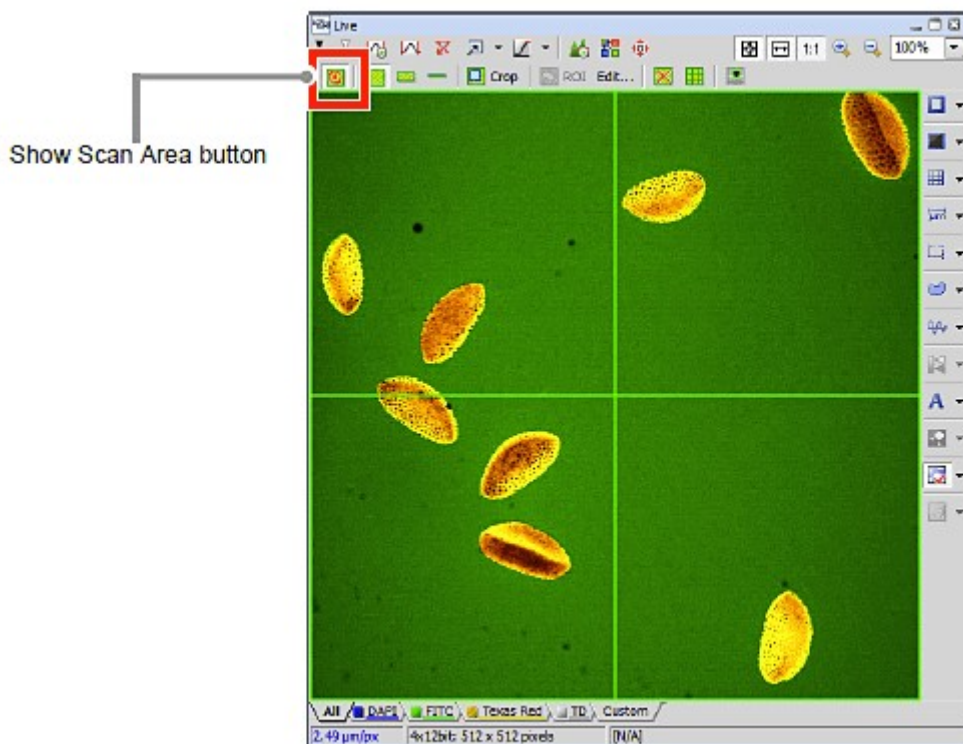 Live
1:1
100%
Crop
ROI
Edit...
Show Scan Area button
A
All
DAPI
FITC
Texas Red
TD
Custom
2.49 µm/px
4x12bit: 512 x 512 pixels
[N/A]